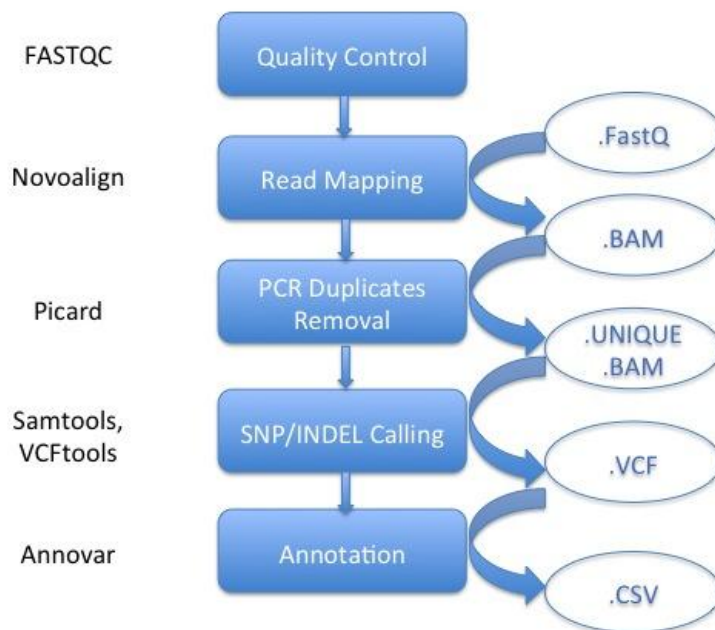 FASTQC
Quality Control
Novoalign
Read Mapping
.FastQ
.BAM
Picard
PCR Duplicates
Removal
.UNIQUE
.BAM
Samtools,
VCFtools
SNP/INDEL Calling
.VCF
Annovar
Annotation
.CSV